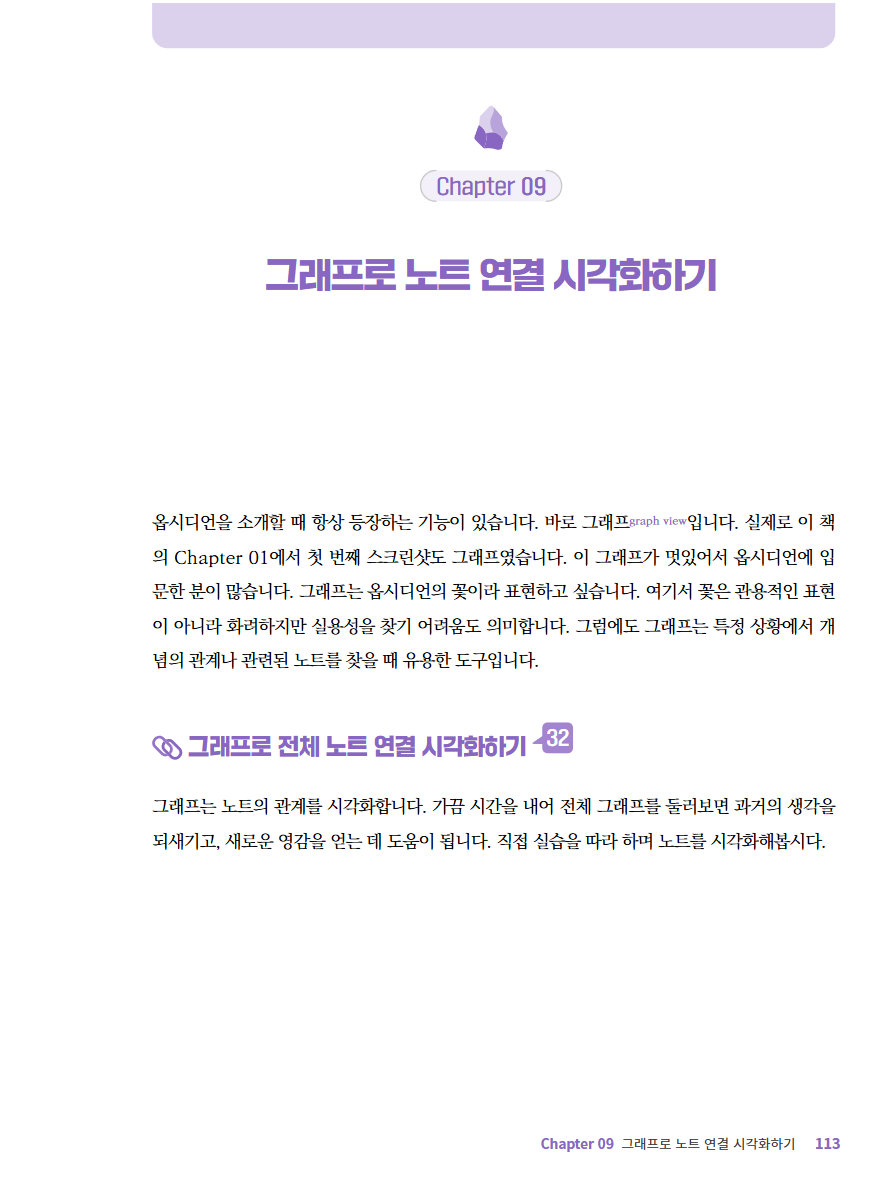 Chapter 09
그래프로 노트 연결 시각화하기
옵시디언을 소개할 때 항상 등장하는 기능이 있습니다. 바로 그래프graph view입니다. 실제로 이 책
의 Chapter 01에서 첫 번째 스크린샷도 그래프였습니다. 이 그래프가 멋있어서 옵시디언에 입
문한 분이 많습니다. 그래프는 옵시디언의 꽃이라 표현하고 싶습니다. 여기서 꽃은 관용적인 표현
이 아니라 화려하지만 실용성을 찾기 어려움도 의미합니다. 그럼에도 그래프는 특정 상황에서 개
념의 관계나 관련된 노트를 찾을 때 유용한 도구입니다.
그래프로 전체 노트 연결 시각화하기 32
그래프는 노트의 관계를 시각화합니다. 가끔 시간을 내어 전체 그래프를 둘러보면 과거의 생각을
되새기고, 새로운 영감을 얻는 데 도움이 됩니다. 직접 실습을 따라 하며 노트를 시각화해봅시다.
Chapter 09 그래프로 노트 연결 시각화하기 113